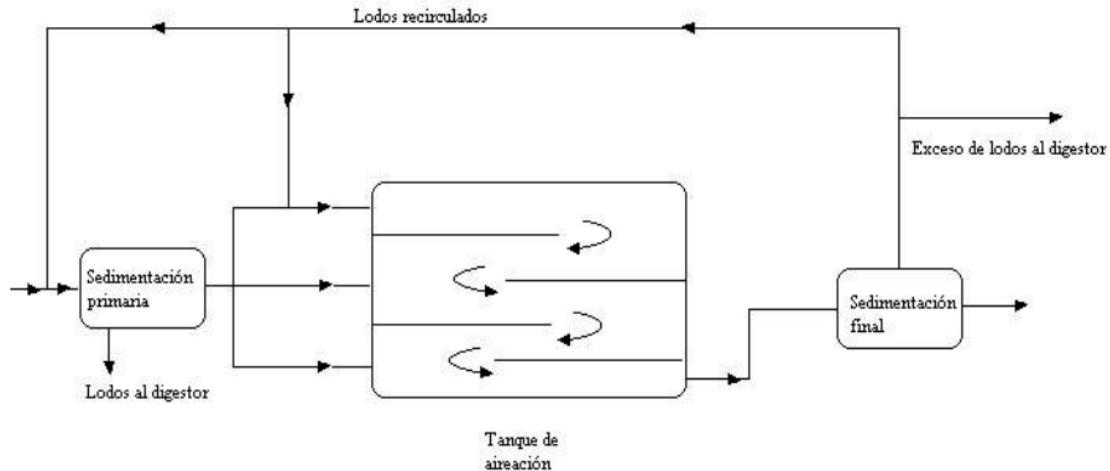 Lodos recirculados
Exceso de lodos al digestor
Sedimentación
primaria
Sedimentación
final
Lodos al digestor
Tanque de
aireación